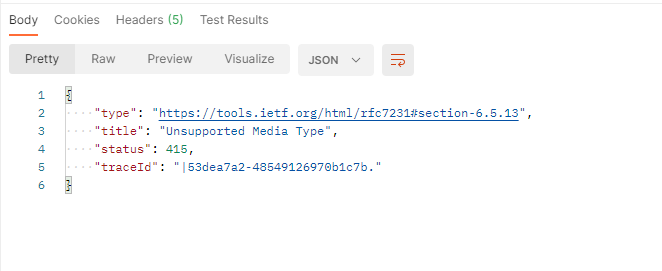 Body Cookies Headers (5) Test Results
Pretty Raw Preview Visualize JSON
1 {
2 "type": "https://tools.ietf.org/html/rfc7231#section-6.5.13",
3 "title": "Unsupported Media Type",
4 "status": 415,
5 "traceId": "|53dea7a2-48549126970b1c7b."
6 }